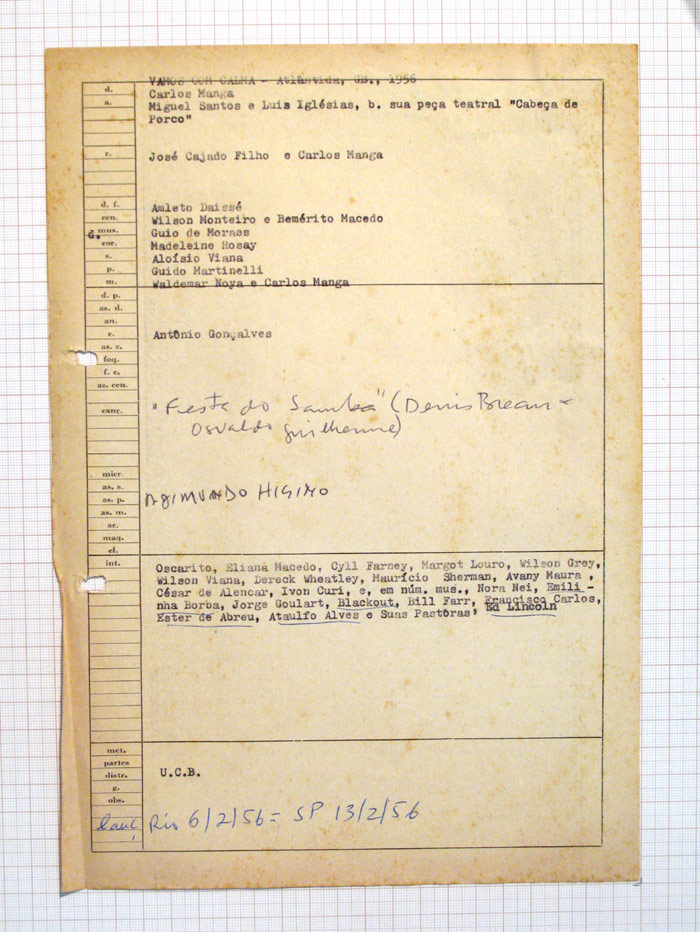 VAMOS COM CALMA - Atlântida, GB., 1956
d. Carlos Manga
a. Miguel Santos e Luis Iglésias, b. sua peça teatral "Cabeça de
Porco"
r. José Cajado Filho e Carlos Manga
d. f. Amleto Daissé
cen. Wilson Monteiro e Bemérito Macedo
d. mus. Guio de Moraes
cor. Madeleine Rosay
s. Aloísio Viana
p. Guido Martinelli
m. Waldemar Noya e Carlos Manga
d. p.
as. d.
an.
c. Antônio Gonçalves
as. c.
foq.
f. c.
as. cen.
canç. "Festa do Samba" (Denis Brean -
Osvaldo Guilherme)
micr.
as. s.
as. p. RAIMUNDO HIGINO
as. m.
ac.
maq.
el.
int. Oscarito, Eliana Macedo, Cyll Farney, Margot Louro, Wilson Grey,
Wilson Viana, Dereck Wheatley, Maurício Sherman, Avany Maura ,
César de Alencar, Ivon Curi, e, em núm. mus., Nora Nei, Emili -
nha Borba, Jorge Goulart, Blackout, Bill Farr, Francisco Carlos,
Ester de Abreu, Ataulfo Alves e Suas Pastôras, Ed Lincoln
met.
partes
distr. U.C.B.
g.
obs.
Lanç, Rio 6/2/56 = SP 13/2/56